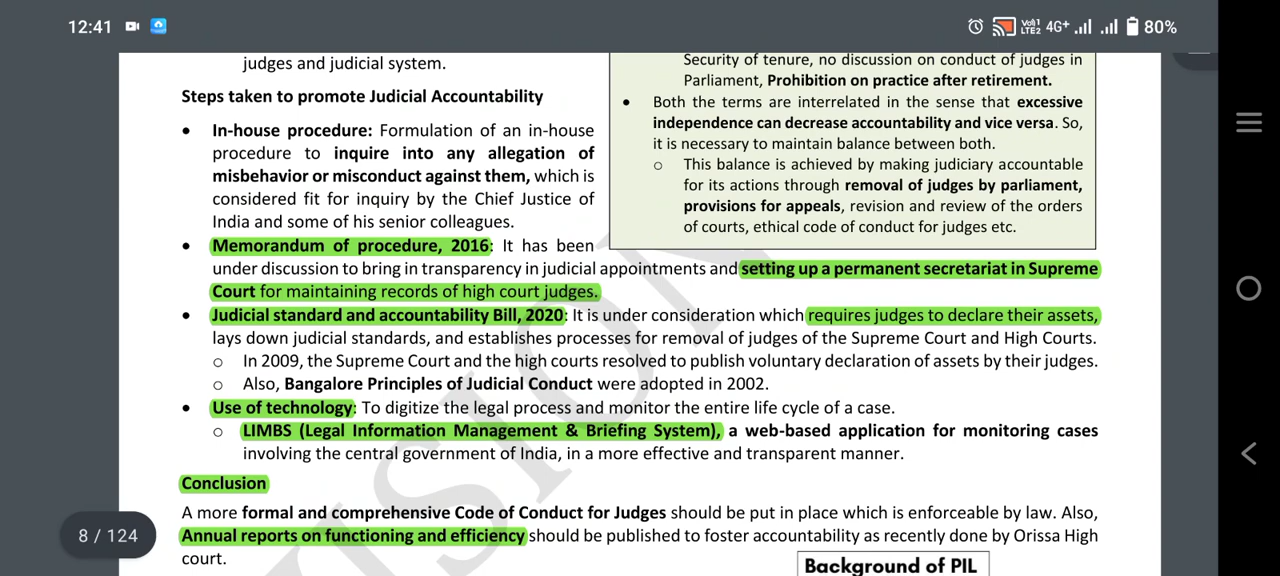 12:41
Vo))1 LTE2 4G+ 80%
judges and judicial system.
Steps taken to promote Judicial Accountability
• In-house procedure: Formulation of an in-house
procedure to inquire into any allegation of
misbehavior or misconduct against them, which is
considered fit for inquiry by the Chief Justice of
India and some of his senior colleagues.
• Memorandum of procedure, 2016: It has been
under discussion to bring in transparency in judicial appointments and setting up a permanent secretariat in Supreme
Court for maintaining records of high court judges.
• Judicial standard and accountability Bill, 2020: It is under consideration which requires judges to declare their assets,
lays down judicial standards, and establishes processes for removal of judges of the Supreme Court and High Courts.
o In 2009, the Supreme Court and the high courts resolved to publish voluntary declaration of assets by their judges.
o Also, Bangalore Principles of Judicial Conduct were adopted in 2002.
• Use of technology: To digitize the legal process and monitor the entire life cycle of a case.
o LIMBS (Legal Information Management & Briefing System), a web-based application for monitoring cases
involving the central government of India, in a more effective and transparent manner.
Conclusion
A more formal and comprehensive Code of Conduct for Judges should be put in place which is enforceable by law. Also,
Annual reports on functioning and efficiency should be published to foster accountability as recently done by Orissa High
court.
Security of tenure, no discussion on conduct of judges in
Parliament, Prohibition on practice after retirement.
• Both the terms are interrelated in the sense that excessive
independence can decrease accountability and vice versa. So,
it is necessary to maintain balance between both.
o This balance is achieved by making judiciary accountable
for its actions through removal of judges by parliament,
provisions for appeals, revision and review of the orders
of courts, ethical code of conduct for judges etc.
Background of PIL
8 / 124
VISION